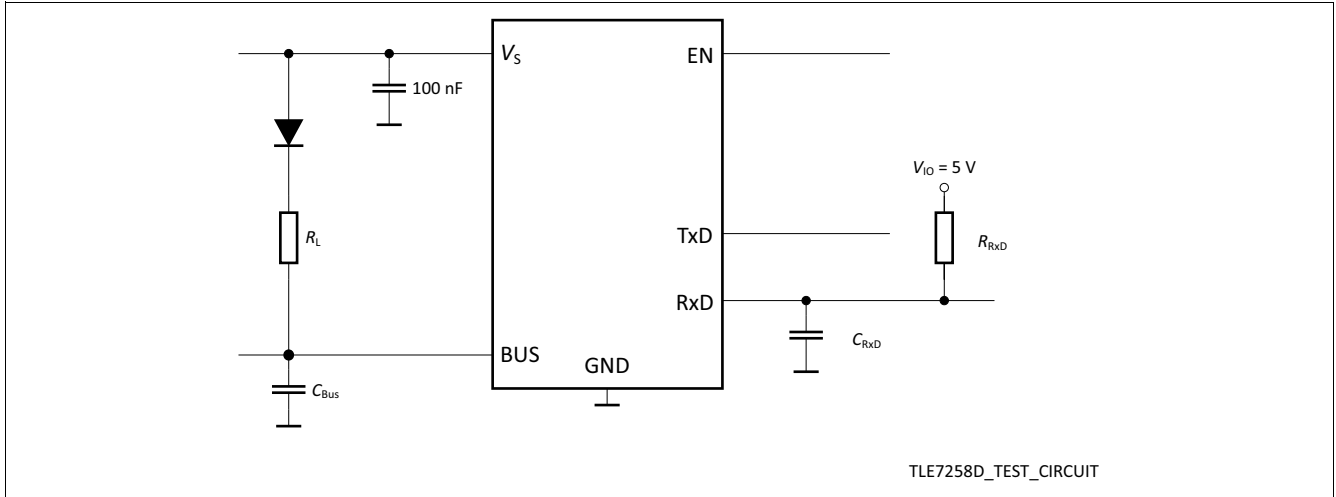 V_S
EN
100 nF
V_IO = 5 V
R_L
TxD
R_RxD
RxD
C_RxD
BUS
GND
C_Bus
TLE7258D_TEST_CIRCUIT